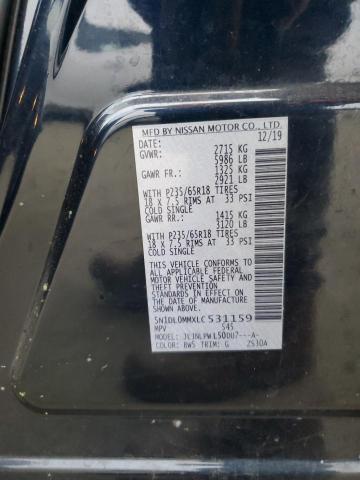 MFD BY NISSAN MOTOR CO., LTD.
DATE: 12/19
GVWR: 2715 KG
5986 LB
GAWR FR.: 1325 KG
2921 LB
WITH P235/65R18 TIRES
18 X 7.5 RIMS AT 33 PSI
COLD SINGLE
GAWR RR.: 1415 KG
3120 LB
WITH P235/65R18 TIRES
18 X 7.5 RIMS AT 33 PSI
COLD SINGLE
THIS VEHICLE CONFORMS TO
ALL APPLICABLE FEDERAL
MOTOR VEHICLE SAFETY AND
THEFT PREVENTION
STANDARDS IN EFFECT ON
THE DATE OF MANUFACTURE
SHOWN ABOVE.
5N1DL0MMXLC531159
MPV S45
MODEL:
COLOR: BW5 TRIM: G ZS30A